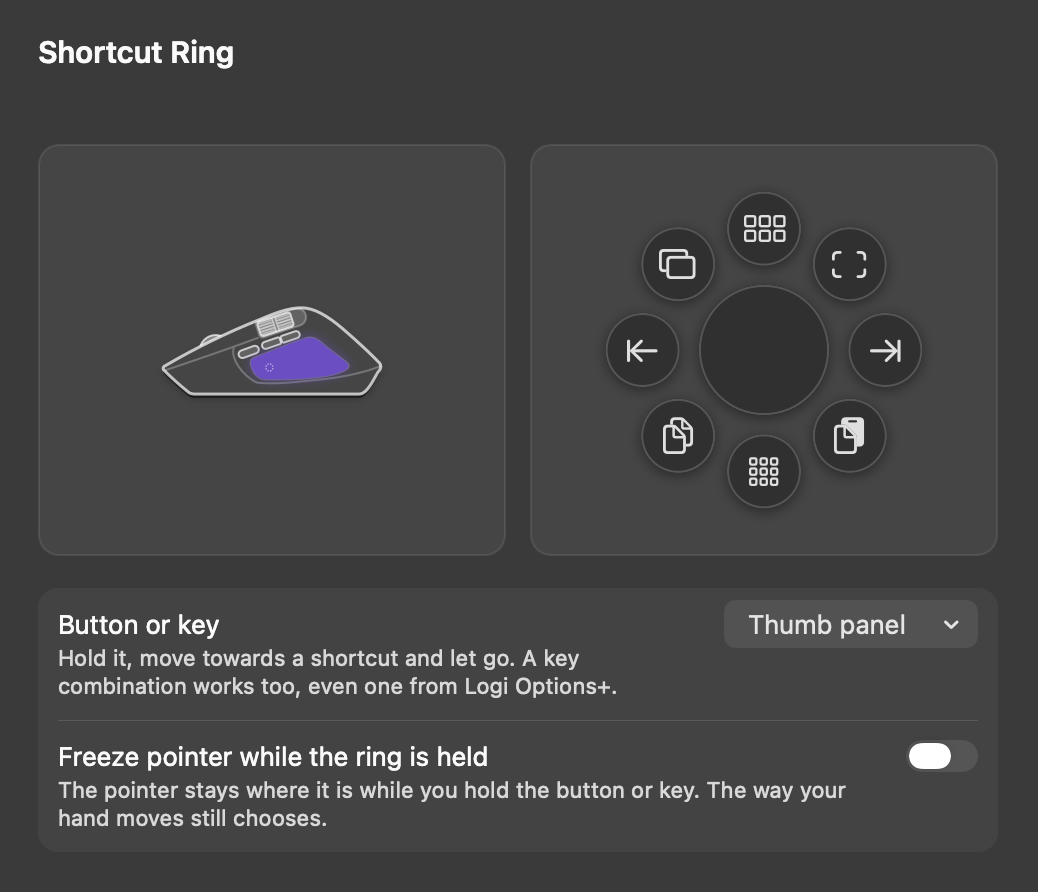 Shortcut Ring
Button or key
Thumb panel
Hold it, move towards a shortcut and let go. A key
combination works too, even one from Logi Options+.
Freeze pointer while the ring is held
The pointer stays where it is while you hold the button or key. The way your
hand moves still chooses.